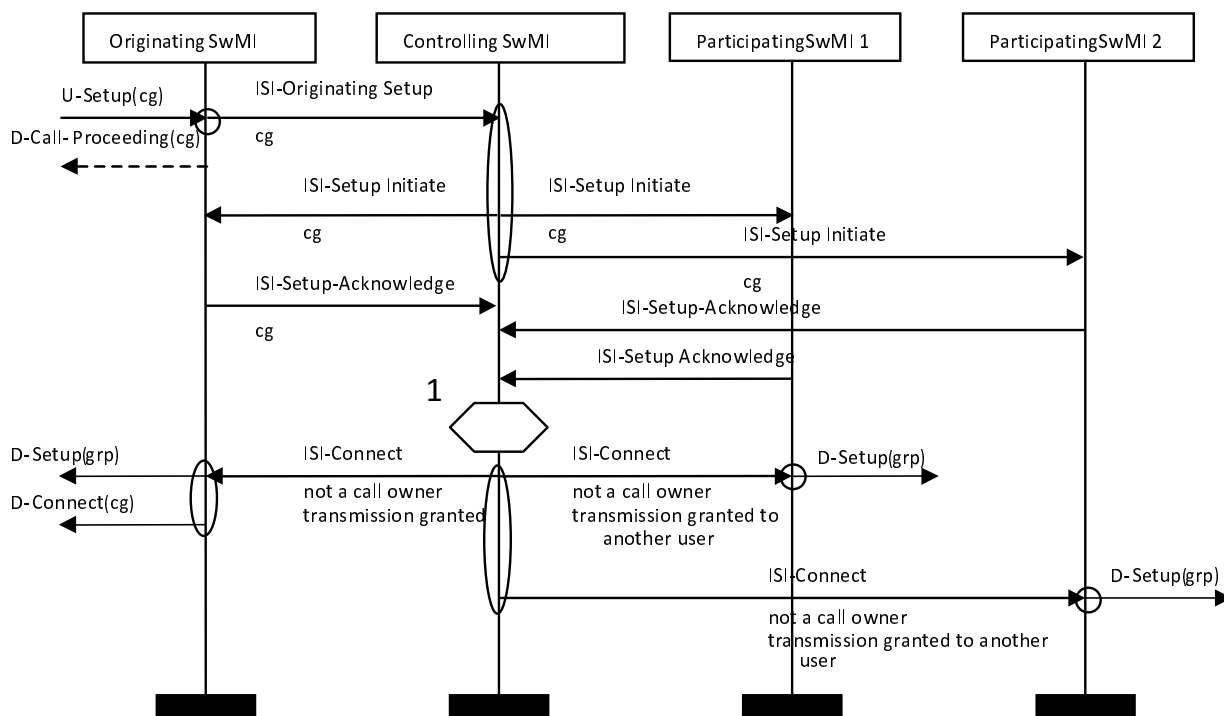 Originating SwMI
Controlling SwMI
ParticipatingSwMI 1
ParticipatingSwMI 2
U-Setup(cg)
ISI-Originating Setup
cg
D-Call-Proceeding(cg)
ISI-Setup Initiate
cg
ISI-Setup Initiate
cg
ISI-Setup Initiate
cg
ISI-Setup-Acknowledge
cg
ISI-Setup-Acknowledge
ISI-Setup Acknowledge
1
D-Setup(grp)
D-Connect(cg)
ISI-Connect
not a call owner
transmission granted
ISI-Connect
not a call owner
transmission granted to
another user
D-Setup(grp)
ISI-Connect
not a call owner
transmission granted to another
user
D-Setup(grp)